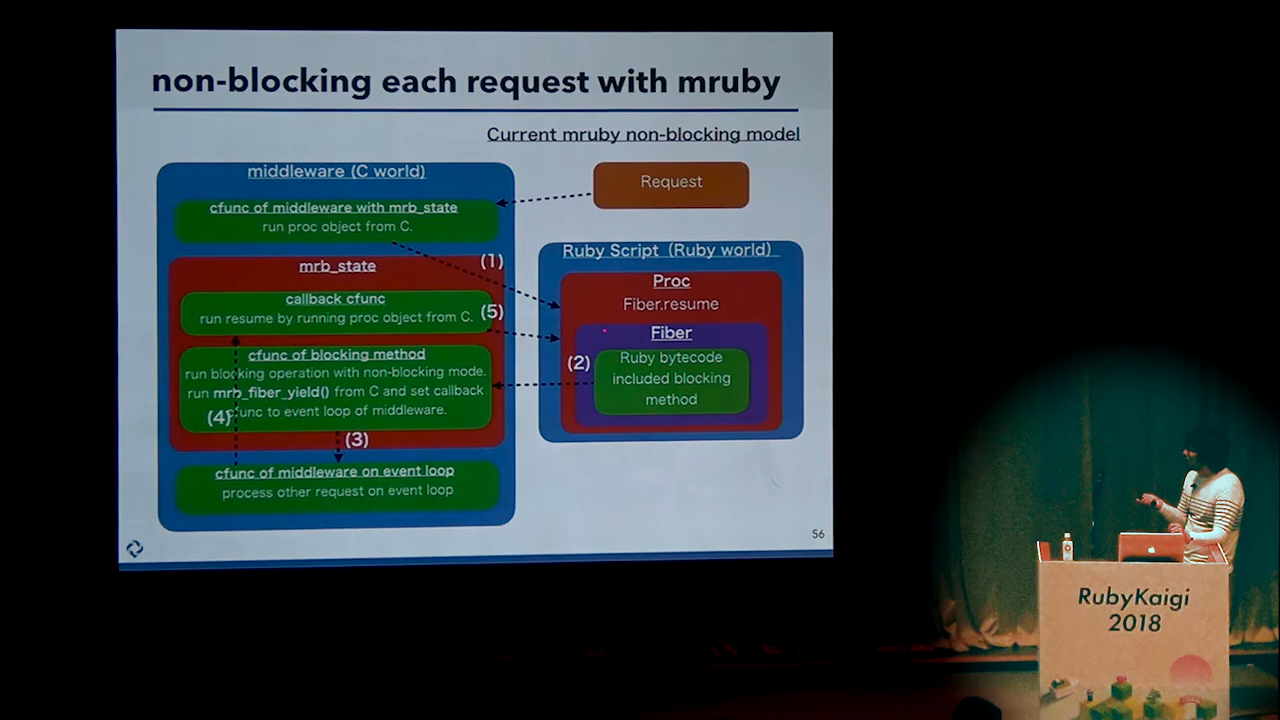 non-blocking each request with mruby
Current mruby non-blocking model
middleware (C world)
cfunc of middleware with mrb_state
run proc object from C.
mrb_state
callback cfunc
run resume by running proc object from C.
cfunc of blocking method
run blocking operation with non-blocking mode.
run mrb_fiber_yield() from C and set callback
func to event loop of middleware.
cfunc of middleware on event loop
process other request on event loop
(1)
(5)
(2)
(4)
(3)
Request
Ruby Script (Ruby world)
Proc
Fiber.resume
Fiber
Ruby bytecode
included blocking
method
56
RubyKaigi
2018